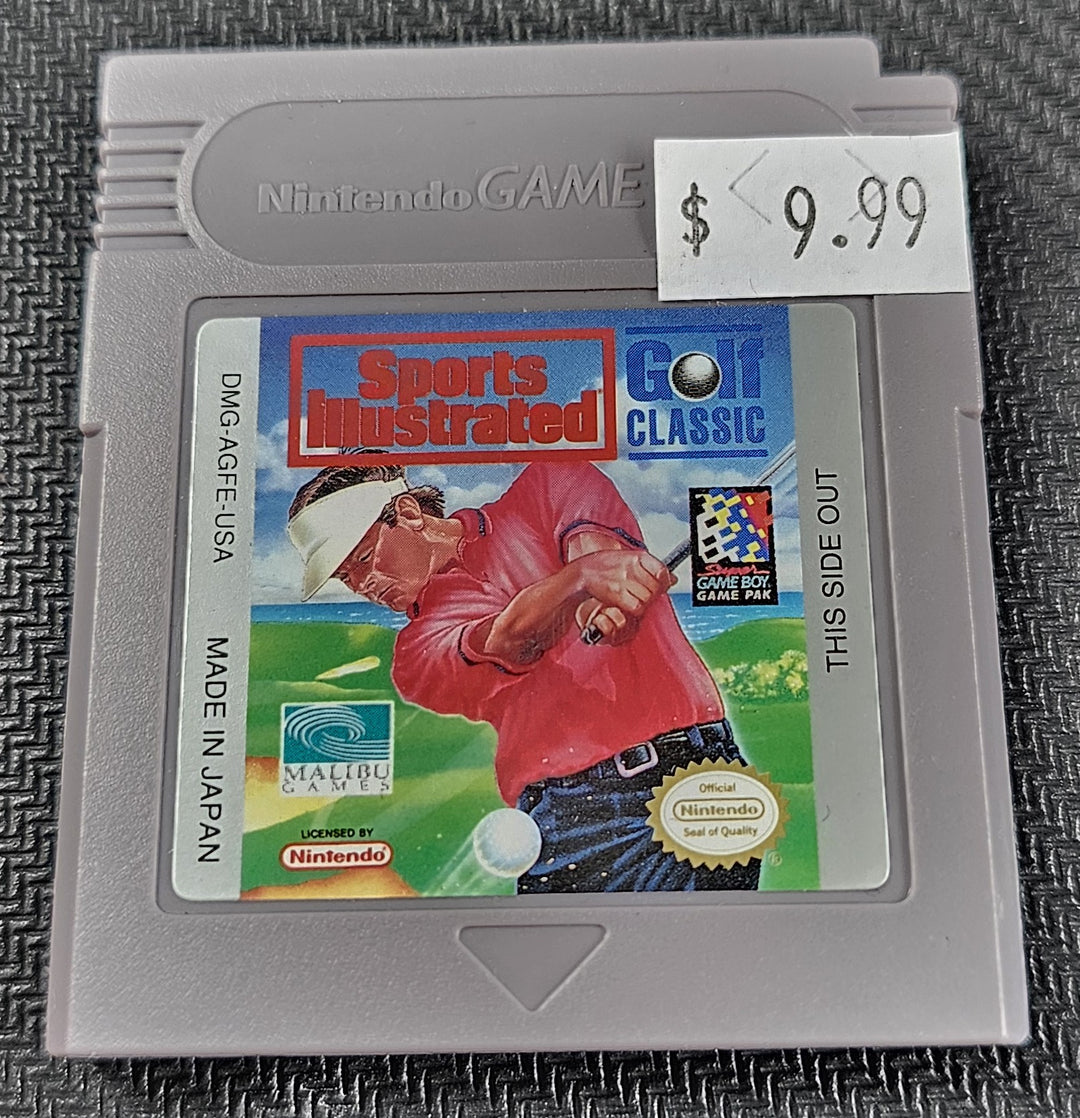 Nintendo GAME
$ 9.99
Sports
Illustrated
Golf
CLASSIC
DMG-AGFE-USA
MADE IN JAPAN
THIS SIDE OUT
Super
GAME BOY
GAME PAK
MALIBU
GAMES
LICENSED BY
Nintendo®
Official
Nintendo
Seal of Quality
®